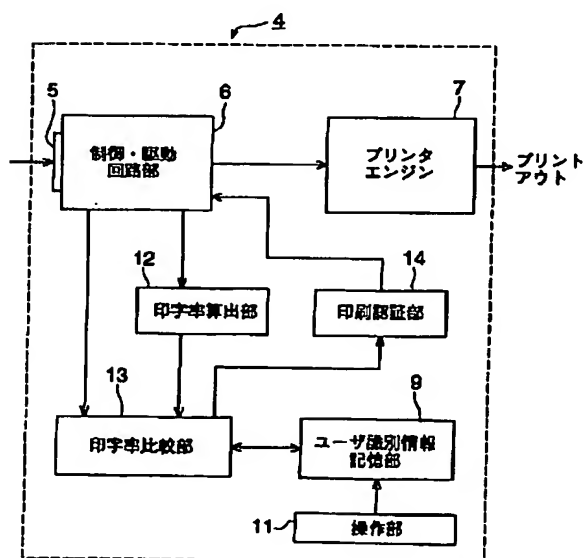 4
5
6
7
制御・駆動
回路部
プリンタ
エンジン
プリント
アウト
12
14
印字率算出部
印刷認証部
13
9
印字率比較部
ユーザ識別情報
記憶部
11
操作部